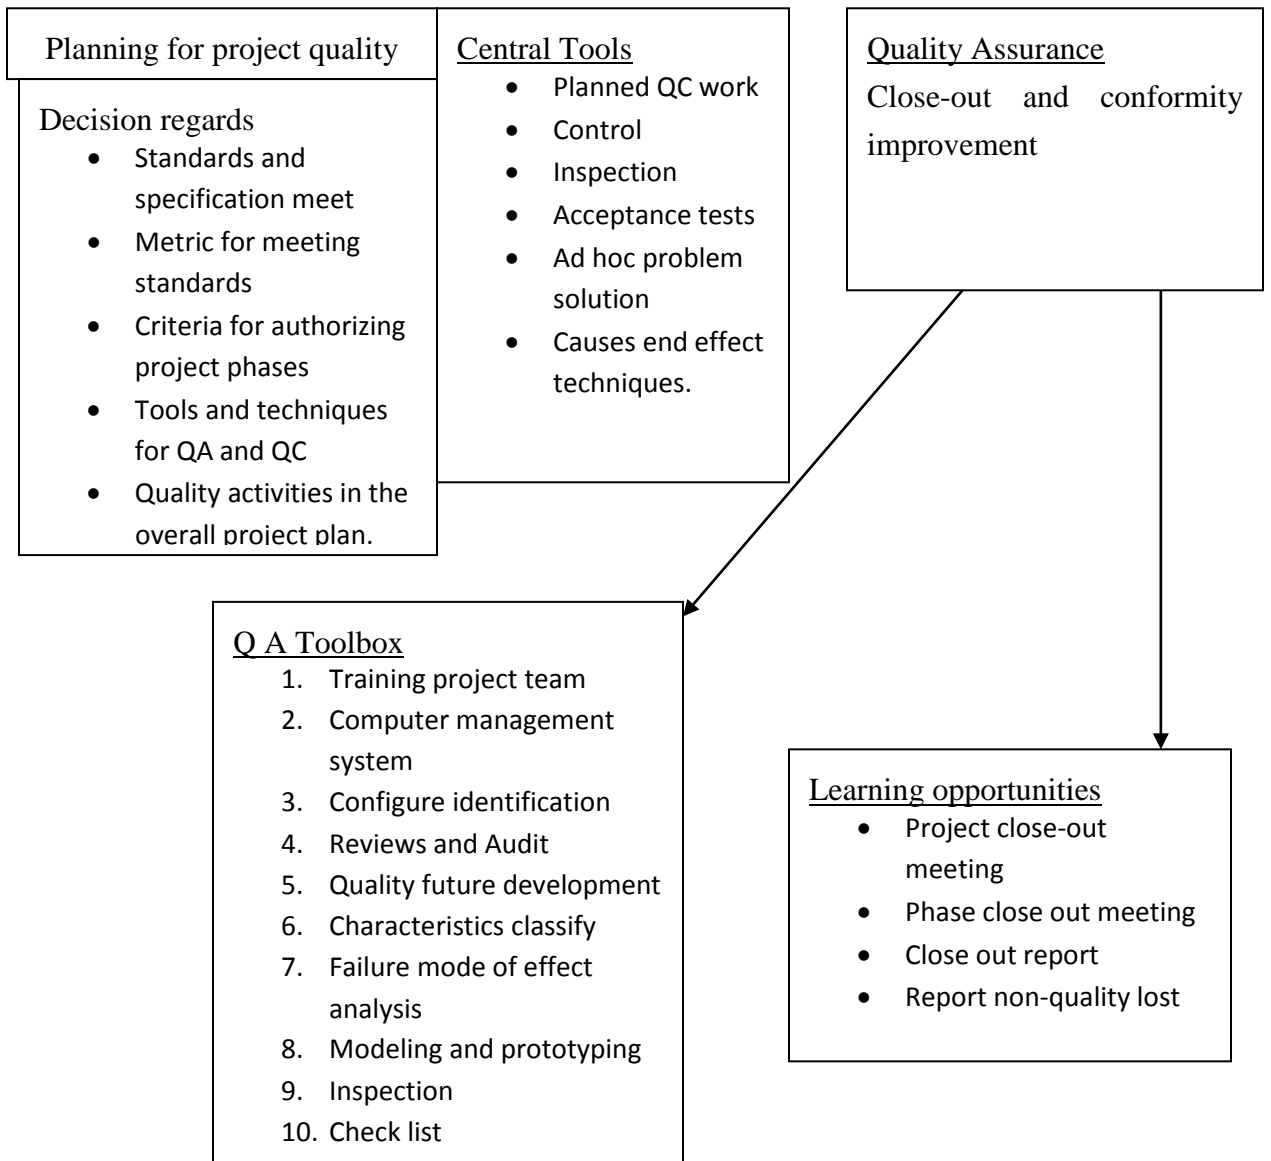 Planning for project quality
Decision regards
• Standards and
specification meet
• Metric for meeting
standards
• Criteria for authorizing
project phases
• Tools and techniques
for QA and QC
• Quality activities in the
overall project plan.
Central Tools
• Planned QC work
• Control
• Inspection
• Acceptance tests
• Ad hoc problem
solution
• Causes end effect
techniques.
Quality Assurance
Close-out and conformity
improvement
Q A Toolbox
1. Training project team
2. Computer management
system
3. Configure identification
4. Reviews and Audit
5. Quality future development
6. Characteristics classify
7. Failure mode of effect
analysis
8. Modeling and prototyping
9. Inspection
10. Check list
Learning opportunities
• Project close-out
meeting
• Phase close out meeting
• Close out report
• Report non-quality lost